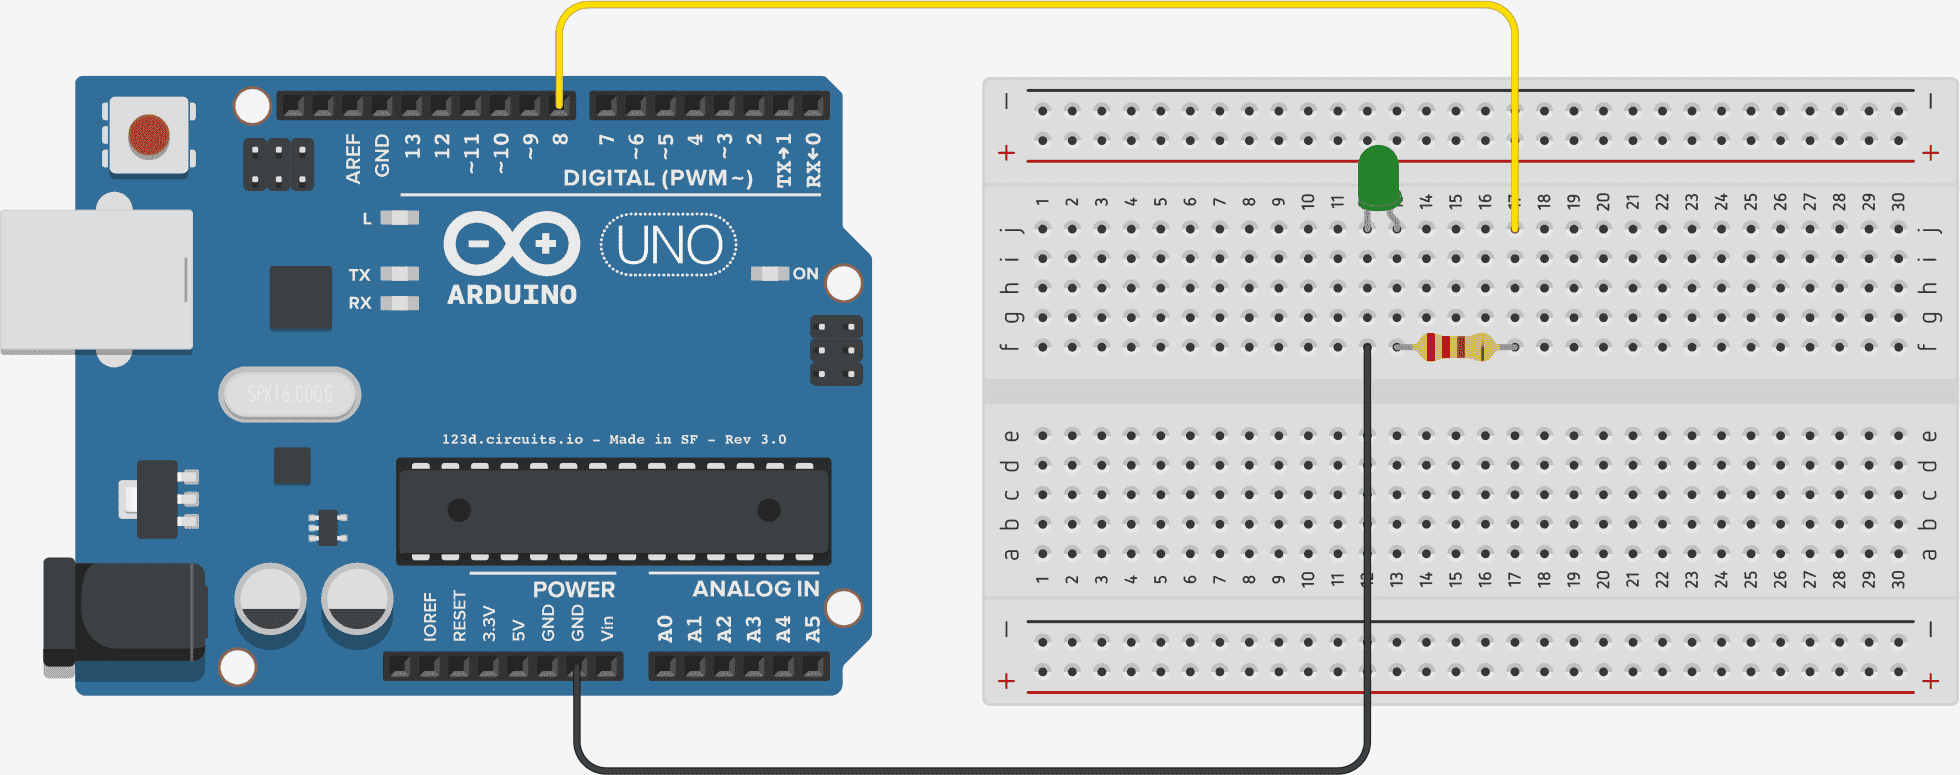 AREF GND 13 12 ~11 ~10 ~9 8 7 ~6 ~5 4 ~3 2 TX→1 RX←0
DIGITAL (PWM~)
L
TX
RX
UNO
ON
ARDUINO
SPK16.000G
123d.circuits.io - Made in SF - Rev 3.0
POWER
ANALOG IN
IOREF RESET 3.3V 5V GND GND Vin A0 A1 A2 A3 A4 A5
− −
+ +
1 2 3 4 5 6 7 8 9 10 11 14 15 16 17 18 19 20 21 22 23 24 25 26 27 28 29 30
j j
i i
h h
g g
f f
e e
d d
c c
b b
a a
1 2 3 4 5 6 7 8 9 10 11 12 13 14 15 16 17 18 19 20 21 22 23 24 25 26 27 28 29 30
− −
+ +